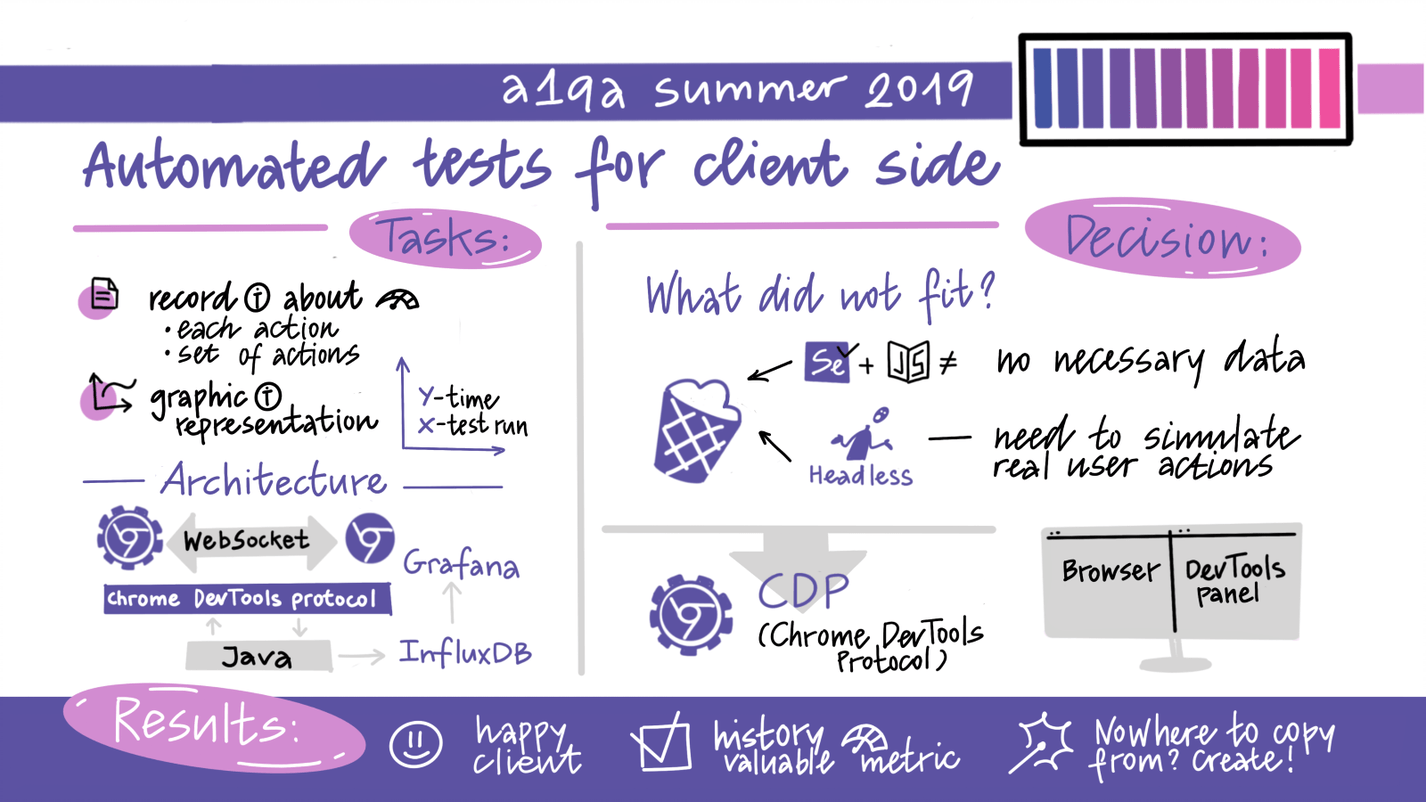 a1qa summer 2019
Automated tests for client side
Tasks:
record i about
• each action
• set of actions
graphic i
representation
Y-time
X-test run
Architecture
WebSocket
Chrome DevTools protocol
Java
Grafana
InfluxDB
Decision:
What did not fit?
Se + JS ≠ no necessary data
Headless — need to simulate
real user actions
CDP
(Chrome DevTools
Protocol)
Browser
DevTools
panel
Results:
happy
client
history
valuable metric
Nowhere to copy
from? Create!